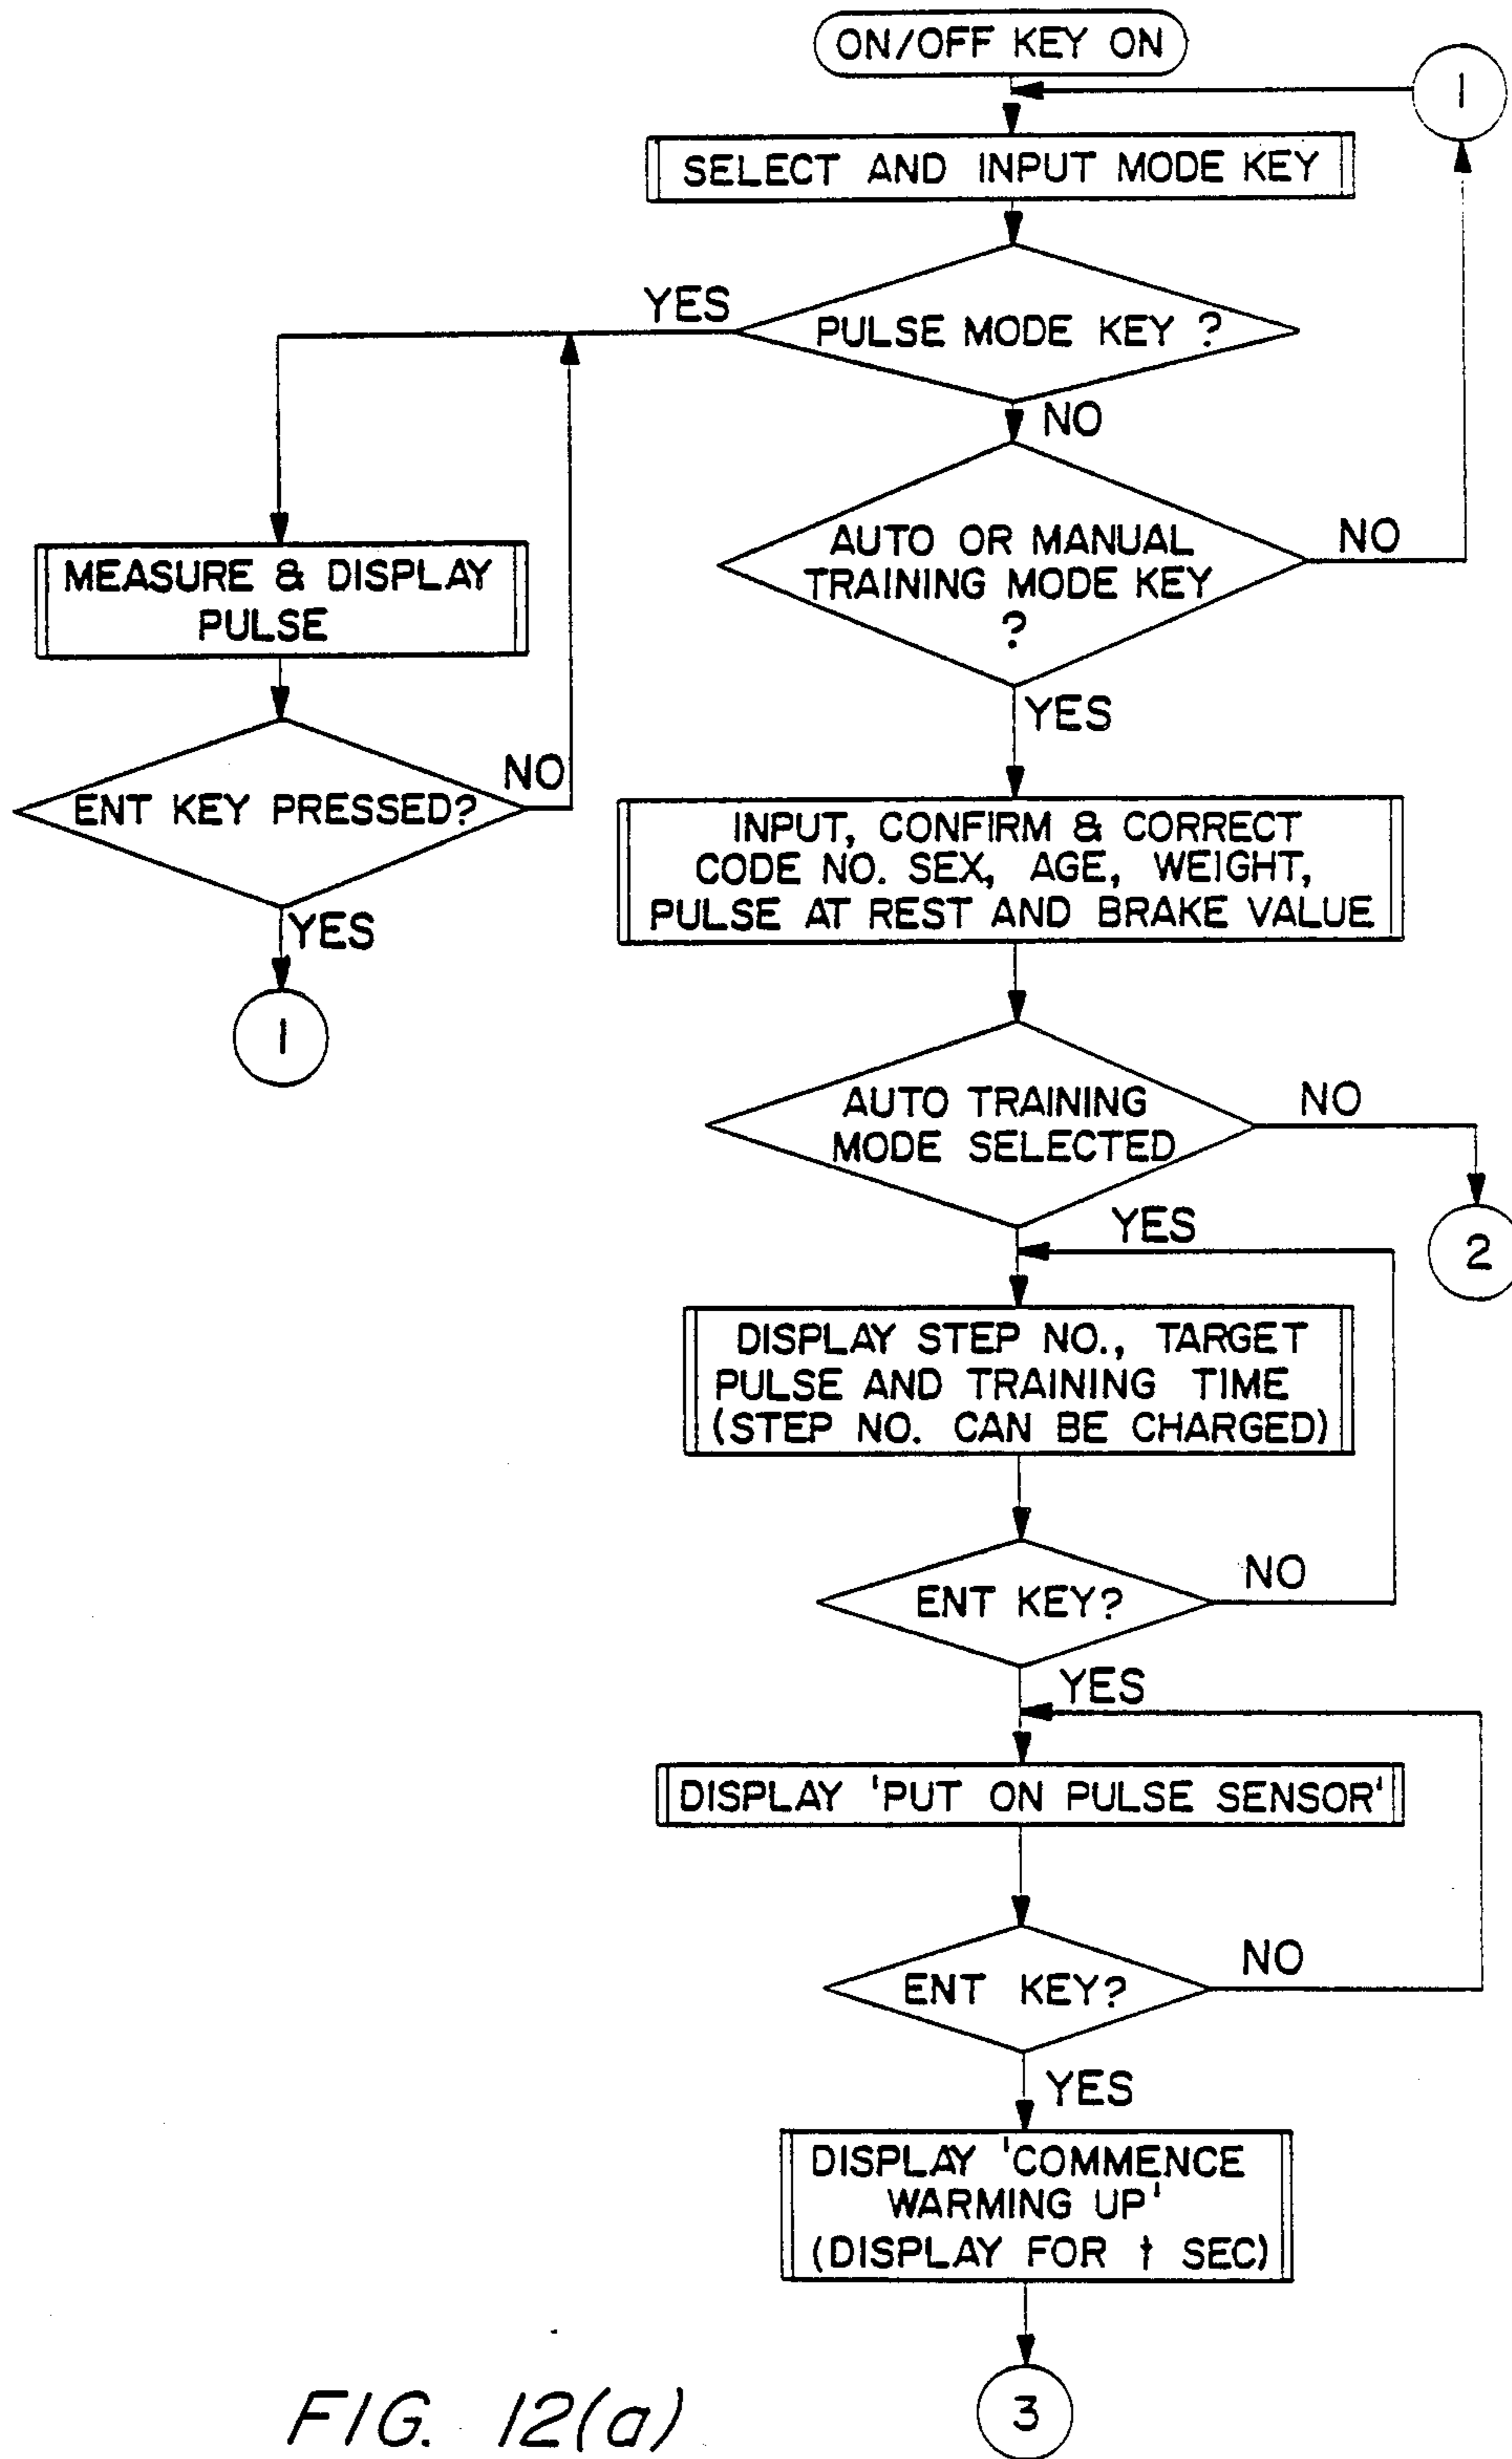 ON/OFF KEY ON
1
SELECT AND INPUT MODE KEY
PULSE MODE KEY ?
YES
NO
MEASURE & DISPLAY
PULSE
ENT KEY PRESSED?
NO
YES
1
AUTO OR MANUAL
TRAINING MODE KEY
?
NO
YES
INPUT, CONFIRM & CORRECT
CODE NO. SEX, AGE, WEIGHT,
PULSE AT REST AND BRAKE VALUE
AUTO TRAINING
MODE SELECTED
NO
2
YES
DISPLAY STEP NO., TARGET
PULSE AND TRAINING TIME
(STEP NO. CAN BE CHARGED)
ENT KEY?
NO
YES
DISPLAY 'PUT ON PULSE SENSOR'
ENT KEY?
NO
YES
DISPLAY 'COMMENCE
WARMING UP'
(DISPLAY FOR t SEC)
3
FIG. 12(a)